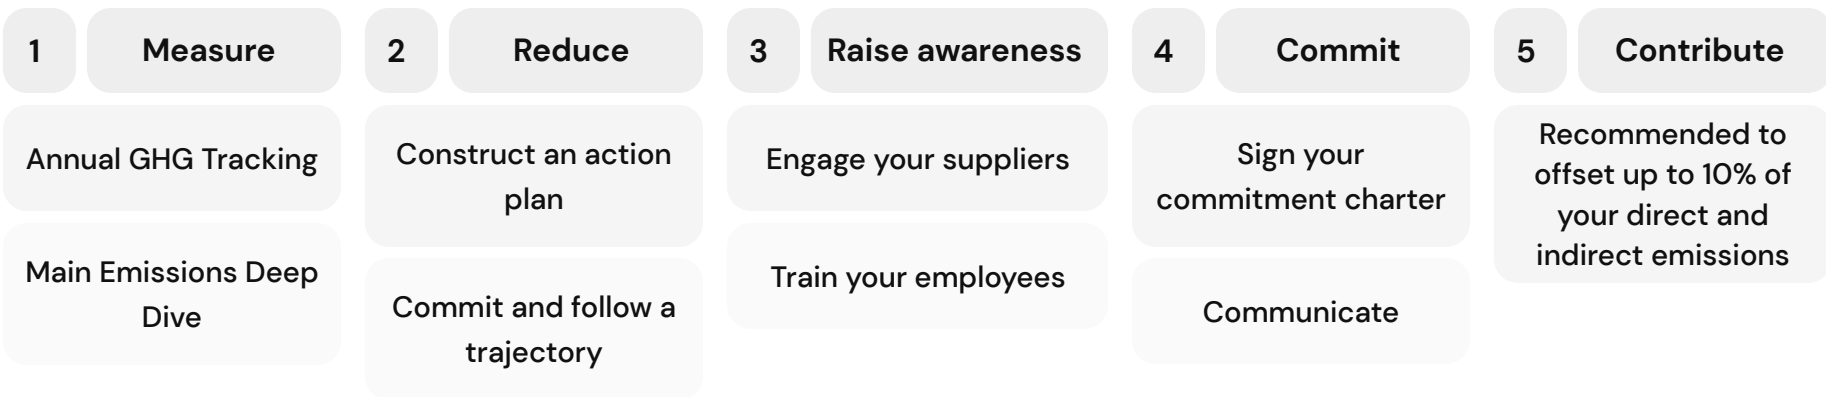 1
Measure
Annual GHG Tracking
Main Emissions Deep
Dive
2
Reduce
Construct an action
plan
Commit and follow a
trajectory
3
Raise awareness
Engage your suppliers
Train your employees
4
Commit
Sign your
commitment charter
Communicate
5
Contribute
Recommended to
offset up to 10% of
your direct and
indirect emissions